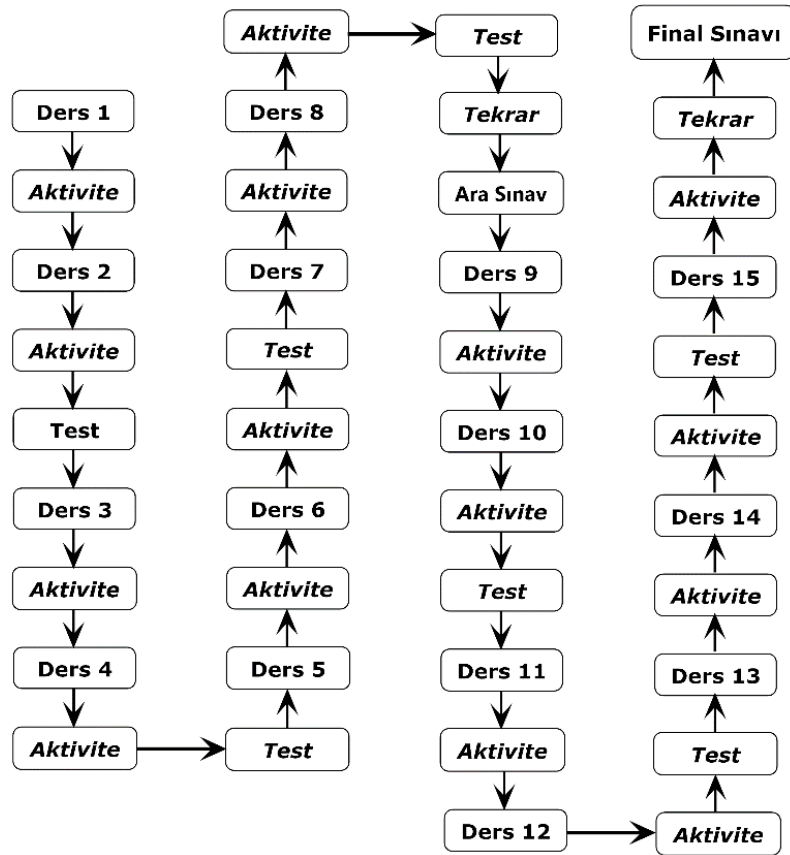 Ders 1
Aktivite
Ders 2
Aktivite
Test
Ders 3
Aktivite
Ders 4
Aktivite
Test
Ders 5
Aktivite
Ders 6
Aktivite
Test
Ders 7
Aktivite
Ders 8
Aktivite
Test
Tekrar
Ara Sınav
Ders 9
Aktivite
Ders 10
Aktivite
Test
Ders 11
Aktivite
Ders 12
Aktivite
Test
Ders 13
Aktivite
Ders 14
Aktivite
Test
Ders 15
Aktivite
Tekrar
Final Sınavı